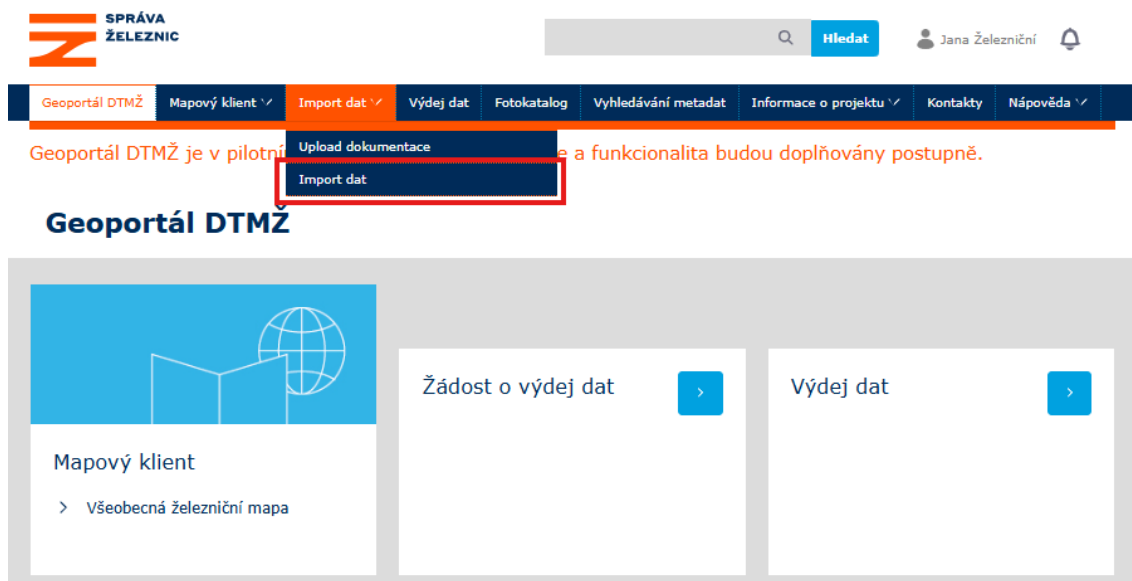 SPRÁVA
ŽELEZNIC
Hledat
Jana Železniční
Geoportál DTMŽ Mapový klient Import dat Výdej dat Fotokatalog Vyhledávání metadat Informace o projektu Kontakty Nápověda
Upload dokumentace
Import dat
Geoportál DTMŽ je v pilotní e a funkcionalita budou doplňovány postupně.
Geoportál DTMŽ
Žádost o výdej dat
Výdej dat
Mapový klient
Všeobecná železniční mapa